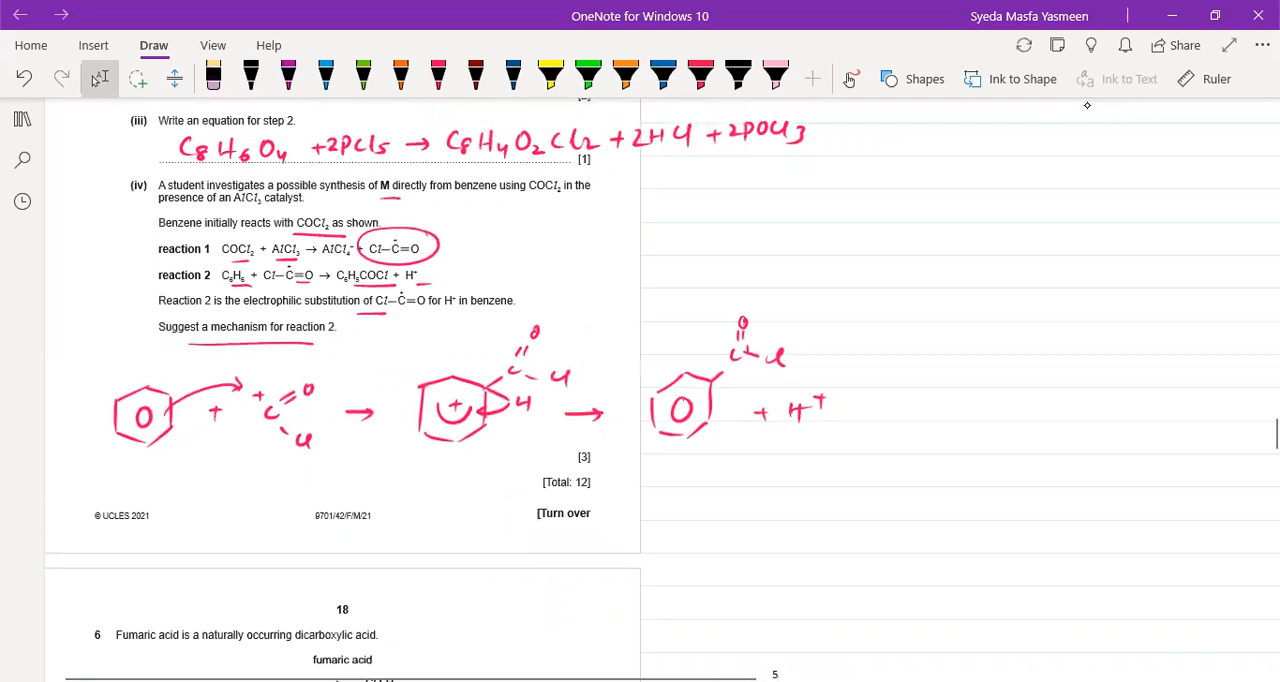 OneNote for Windows 10
Syeda Masfa Yasmeen
Home Insert Draw View Help
Share
Shapes Ink to Shape Ink to Text Ruler
(iii) Write an equation for step 2.
C8H6O4 +2PCl5 → C8H4O2Cl2 + 2HCl + 2POCl3
[1]
(iv) A student investigates a possible synthesis of M directly from benzene using COCl₂ in the
presence of an AlCl₃ catalyst.
Benzene initially reacts with COCl₂ as shown.
reaction 1 COCl₂ + AlCl₃ → AlCl₄⁻ + Cl–C⁺=O
reaction 2 C₆H₆ + Cl–C⁺=O → C₆H₅COCl + H⁺
Reaction 2 is the electrophilic substitution of Cl–C⁺=O for H⁺ in benzene.
Suggest a mechanism for reaction 2.
+ + C O Cl → + C O Cl H → C O Cl + H+
[3]
[Total: 12]
© UCLES 2021 9701/42/F/M/21 [Turn over
18
6 Fumaric acid is a naturally occurring dicarboxylic acid.
fumaric acid
5